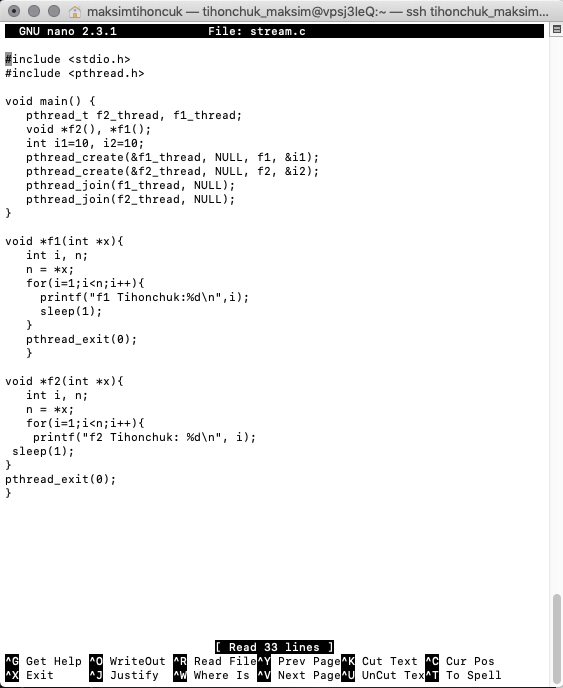 maksimtihoncuk — tihonchuk_maksim@vpsj3IeQ:~ — ssh tihonchuk_maksim...
GNU nano 2.3.1 File: stream.c
#include <stdio.h>
#include <pthread.h>
void main() {
pthread_t f2_thread, f1_thread;
void *f2(), *f1();
int i1=10, i2=10;
pthread_create(&f1_thread, NULL, f1, &i1);
pthread_create(&f2_thread, NULL, f2, &i2);
pthread_join(f1_thread, NULL);
pthread_join(f2_thread, NULL);
}
void *f1(int *x){
int i, n;
n = *x;
for(i=1;i<n;i++){
printf("f1 Tihonchuk:%d\n",i);
sleep(1);
}
pthread_exit(0);
}
void *f2(int *x){
int i, n;
n = *x;
for(i=1;i<n;i++){
printf("f2 Tihonchuk: %d\n", i);
sleep(1);
}
pthread_exit(0);
}
[ Read 33 lines ]
^G Get Help ^O WriteOut ^R Read File^Y Prev Page^K Cut Text ^C Cur Pos
^X Exit ^J Justify ^W Where Is ^V Next Page^U UnCut Tex^T To Spell